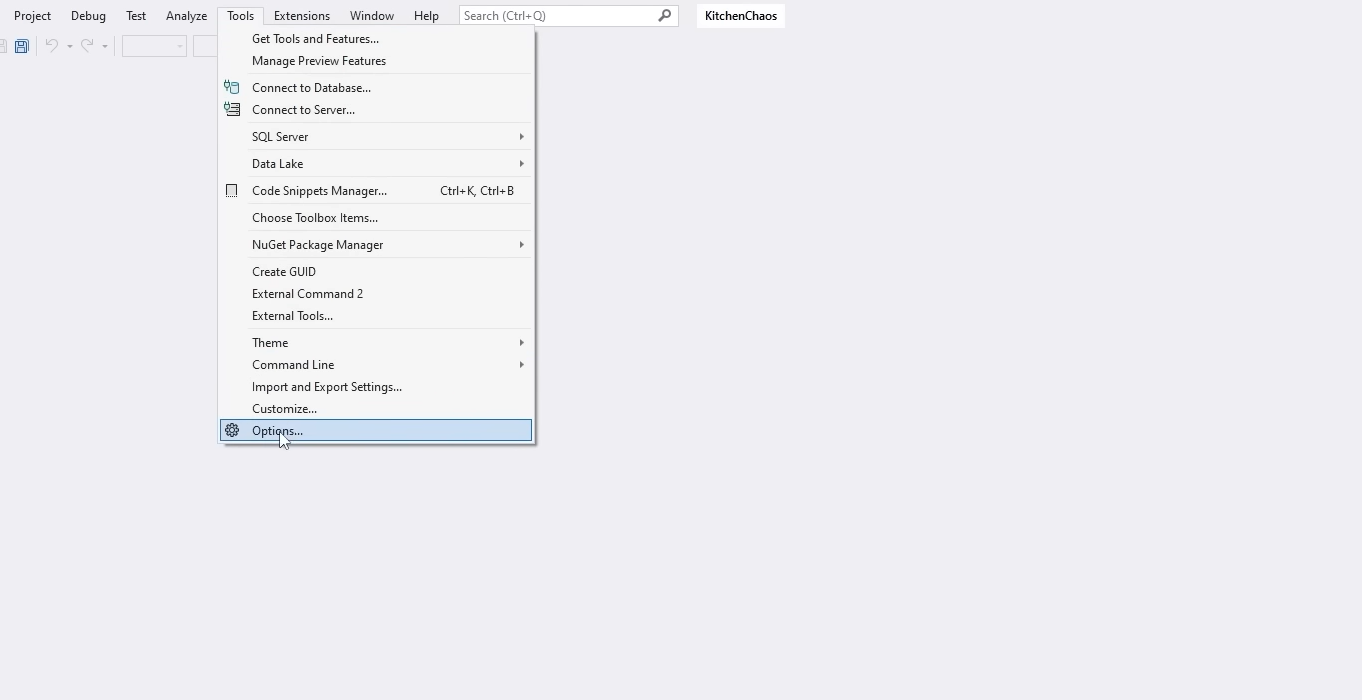 Project Debug Test Analyze Tools Extensions Window Help Search (Ctrl+Q) KitchenChaos
Get Tools and Features...
Manage Preview Features
Connect to Database...
Connect to Server...
SQL Server
Data Lake
Code Snippets Manager... Ctrl+K, Ctrl+B
Choose Toolbox Items...
NuGet Package Manager
Create GUID
External Command 2
External Tools...
Theme
Command Line
Import and Export Settings...
Customize...
Options...